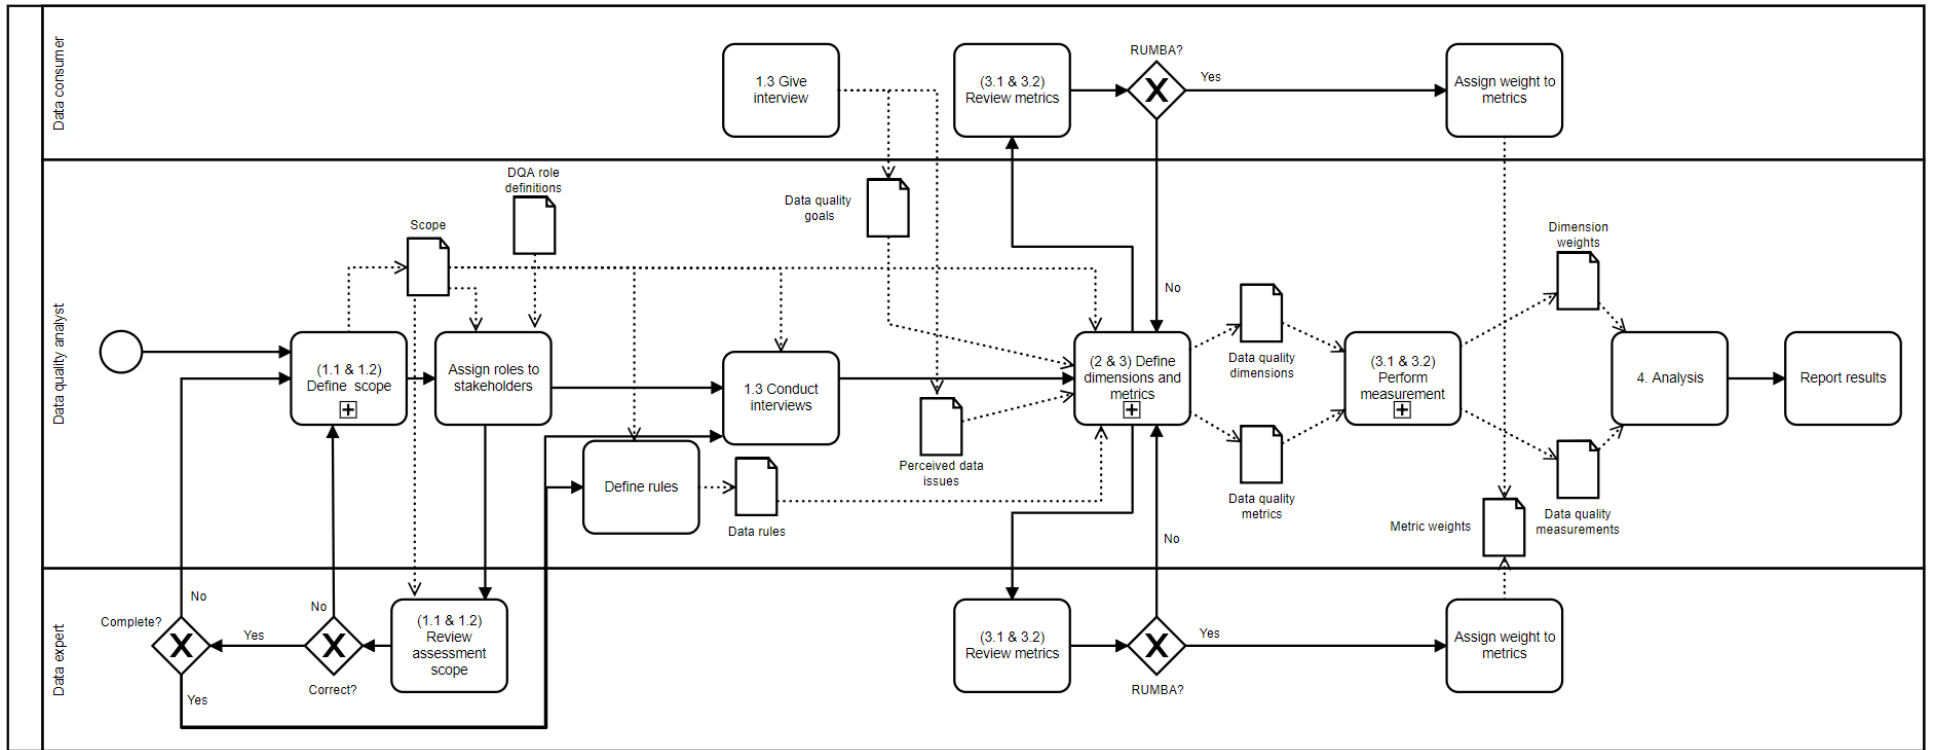 Data consumer
1.3 Give
interview
(3.1 & 3.2)
Review metrics
RUMBA?
Yes
Assign weight to
metrics
No
Data quality analyst
DQA role
definitions
Scope
Data quality
goals
(1.1 & 1.2)
Define scope
Assign roles to
stakeholders
1.3 Conduct
interviews
Define rules
Data rules
Perceived data
issues
(2 & 3) Define
dimensions and
metrics
Data quality
dimensions
Data quality
metrics
(3.1 & 3.2)
Perform
measurement
Dimension
weights
Data quality
measurements
Metric weights
4. Analysis
Report results
No
Data expert
Complete?
No
Yes
Yes
No
Correct?
(1.1 & 1.2)
Review
assessment
scope
(3.1 & 3.2)
Review metrics
RUMBA?
Yes
Assign weight to
metrics